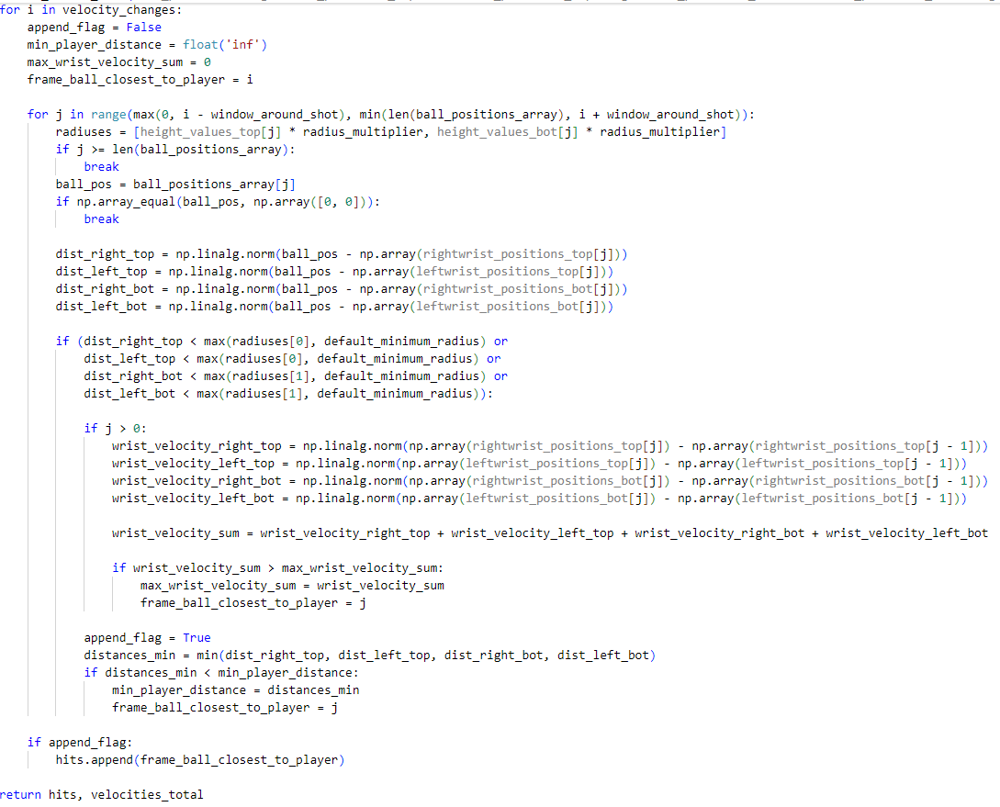 for i in velocity_changes:
    append_flag = False
    min_player_distance = float('inf')
    max_wrist_velocity_sum = 0
    frame_ball_closest_to_player = i

    for j in range(max(0, i - window_around_shot), min(len(ball_positions_array), i + window_around_shot)):
        radiuses = [height_values_top[j] * radius_multiplier, height_values_bot[j] * radius_multiplier]
        if j >= len(ball_positions_array):
            break
        ball_pos = ball_positions_array[j]
        if np.array_equal(ball_pos, np.array([0, 0])):
            break

        dist_right_top = np.linalg.norm(ball_pos - np.array(rightwrist_positions_top[j]))
        dist_left_top = np.linalg.norm(ball_pos - np.array(leftwrist_positions_top[j]))
        dist_right_bot = np.linalg.norm(ball_pos - np.array(rightwrist_positions_bot[j]))
        dist_left_bot = np.linalg.norm(ball_pos - np.array(leftwrist_positions_bot[j]))

        if (dist_right_top < max(radiuses[0], default_minimum_radius) or
            dist_left_top < max(radiuses[0], default_minimum_radius) or
            dist_right_bot < max(radiuses[1], default_minimum_radius) or
            dist_left_bot < max(radiuses[1], default_minimum_radius)):

            if j > 0:
                wrist_velocity_right_top = np.linalg.norm(np.array(rightwrist_positions_top[j]) - np.array(rightwrist_positions_top[j - 1]))
                wrist_velocity_left_top = np.linalg.norm(np.array(leftwrist_positions_top[j]) - np.array(leftwrist_positions_top[j - 1]))
                wrist_velocity_right_bot = np.linalg.norm(np.array(rightwrist_positions_bot[j]) - np.array(rightwrist_positions_bot[j - 1]))
                wrist_velocity_left_bot = np.linalg.norm(np.array(leftwrist_positions_bot[j]) - np.array(leftwrist_positions_bot[j - 1]))

                wrist_velocity_sum = wrist_velocity_right_top + wrist_velocity_left_top + wrist_velocity_right_bot + wrist_velocity_left_bot

                if wrist_velocity_sum > max_wrist_velocity_sum:
                    max_wrist_velocity_sum = wrist_velocity_sum
                    frame_ball_closest_to_player = j

            append_flag = True
            distances_min = min(dist_right_top, dist_left_top, dist_right_bot, dist_left_bot)
            if distances_min < min_player_distance:
                min_player_distance = distances_min
                frame_ball_closest_to_player = j

    if append_flag:
        hits.append(frame_ball_closest_to_player)

return hits, velocities_total